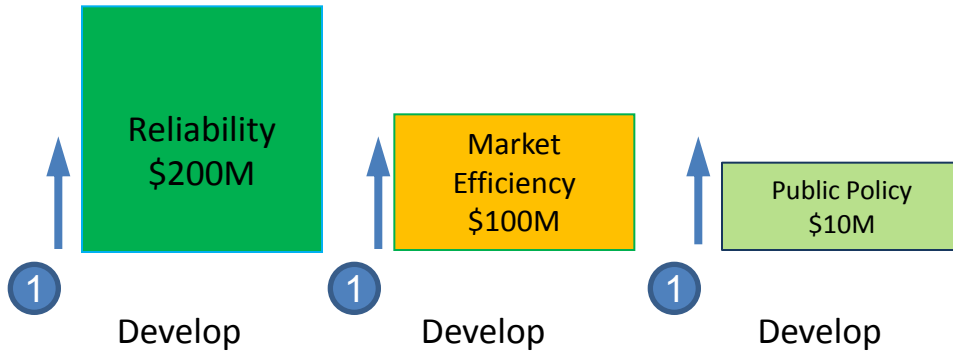 Reliability
$200M
Market
Efficiency
$100M
Public Policy
$10M
1
1
1
Develop
Develop
Develop